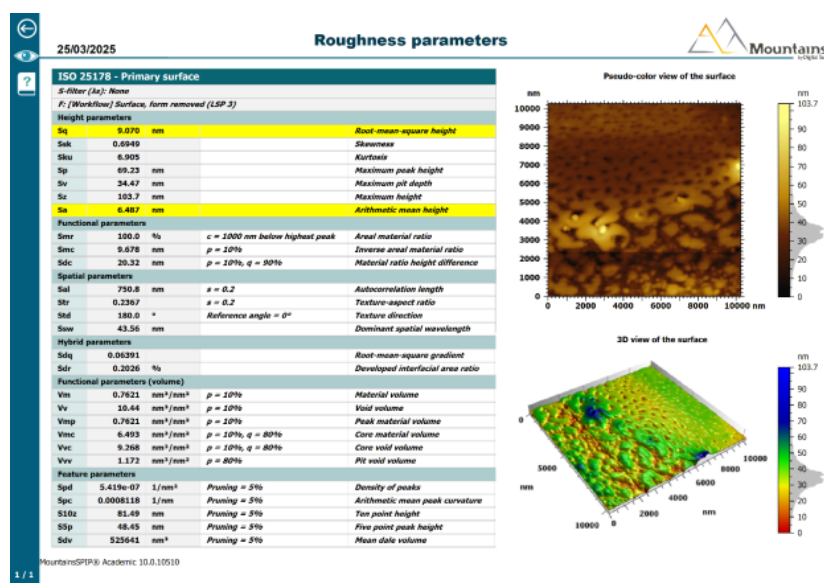 25/03/2025
Roughness parameters
Mountains
ISO 25178 - Primary surface
S-filter (λs): None
F: [Workflow] Surface, form removed (LSP 3)
Height parameters
Sq 9.070 nm Root-mean-square height
Ssk 0.6949 Skewness
Sku 6.905 Kurtosis
Sp 69.23 nm Maximum peak height
Sv 34.47 nm Maximum pit depth
Sz 103.7 nm Maximum height
Sa 6.487 nm Arithmetic mean height
Functional parameters
Smr 100.0 % c = 1000 nm below highest peak Areal material ratio
Smc 9.678 nm p = 10% Inverse areal material ratio
Sdc 20.32 nm p = 10%, q = 90% Material ratio height difference
Spatial parameters
Sal 750.8 nm s = 0.2 Autocorrelation length
Str 0.2367 s = 0.2 Texture-aspect ratio
Std 180.0 ° Reference angle = 0° Texture direction
Ssw 43.56 nm Dominant spatial wavelength
Hybrid parameters
Sdq 0.06391 Root-mean-square gradient
Sdr 0.2026 % Developed interfacial area ratio
Functional parameters (volume)
Vm 0.7621 nm³/nm² p = 10% Material volume
Vv 10.44 nm³/nm² p = 10% Void volume
Vmp 0.7621 nm³/nm² p = 10% Peak material volume
Vmc 6.493 nm³/nm² p = 10%, q = 80% Core material volume
Vvc 9.268 nm³/nm² p = 10%, q = 80% Core void volume
Vvv 1.172 nm³/nm² p = 80% Pit void volume
Feature parameters
Spd 5.419e-07 1/nm² Pruning = 5% Density of peaks
Spc 0.0008118 1/nm Pruning = 5% Arithmetic mean peak curvature
S10z 81.49 nm Pruning = 5% Ten point height
S5p 48.45 nm Pruning = 5% Five point peak height
Sdv 525641 nm³ Pruning = 5% Mean dale volume
Pseudo-color view of the surface
nm
10000
9000
8000
7000
6000
5000
4000
3000
2000
1000
0
0 2000 4000 6000 8000 10000 nm
nm
103.7
90
80
70
60
50
40
30
20
10
0
3D view of the surface
0
5000
nm
10000
0
2000
4000
nm
6000
8000
10000
nm
103.7
90
80
70
60
50
40
30
20
10
0
MountainsSPIP® Academic 10.0.10510
1 / 1